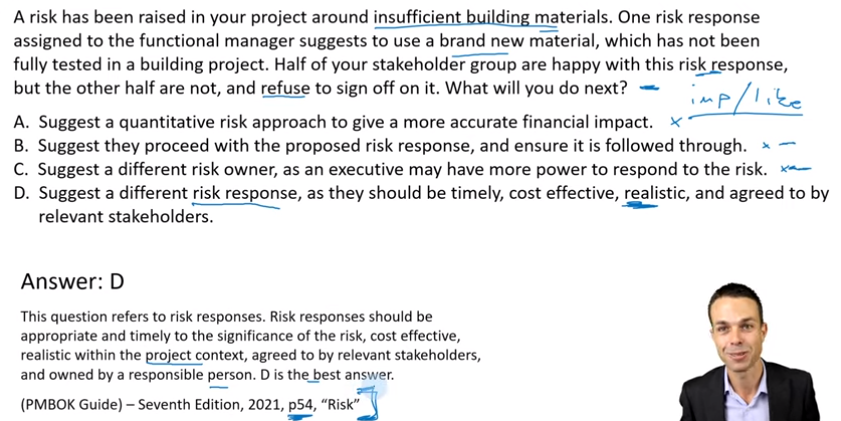 A risk has been raised in your project around insufficient building materials. One risk response
assigned to the functional manager suggests to use a brand new material, which has not been
fully tested in a building project. Half of your stakeholder group are happy with this risk response,
but the other half are not, and refuse to sign off on it. What will you do next?
imp/like
A. Suggest a quantitative risk approach to give a more accurate financial impact. x
B. Suggest they proceed with the proposed risk response, and ensure it is followed through. x
C. Suggest a different risk owner, as an executive may have more power to respond to the risk. x
D. Suggest a different risk response, as they should be timely, cost effective, realistic, and agreed to by
relevant stakeholders.
Answer: D
This question refers to risk responses. Risk responses should be
appropriate and timely to the significance of the risk, cost effective,
realistic within the project context, agreed to by relevant stakeholders,
and owned by a responsible person. D is the best answer.
(PMBOK Guide) – Seventh Edition, 2021, p54, “Risk”